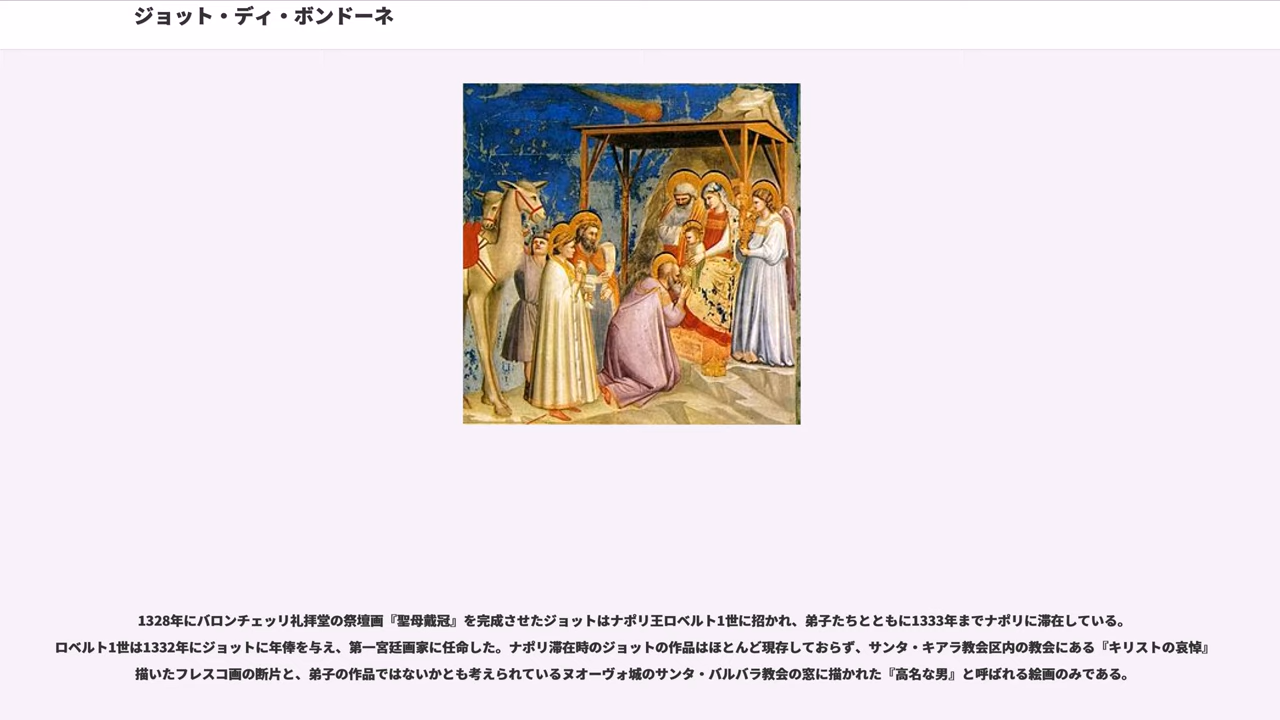 ジョット・ディ・ボンドーネ
1328年にバロンチェッリ礼拝堂の祭壇画『聖母戴冠』を完成させたジョットはナポリ王ロベルト1世に招かれ、弟子たちとともに1333年までナポリに滞在している。
ロベルト1世は1332年にジョットに年俸を与え、第一宮廷画家に任命した。ナポリ滞在時のジョットの作品はほとんど現存しておらず、サンタ・キアラ教会区内の教会にある『キリストの哀悼』
描いたフレスコ画の断片と、弟子の作品ではないかとも考えられているヌオーヴォ城のサンタ・バルバラ教会の窓に描かれた『高名な男』と呼ばれる絵画のみである。